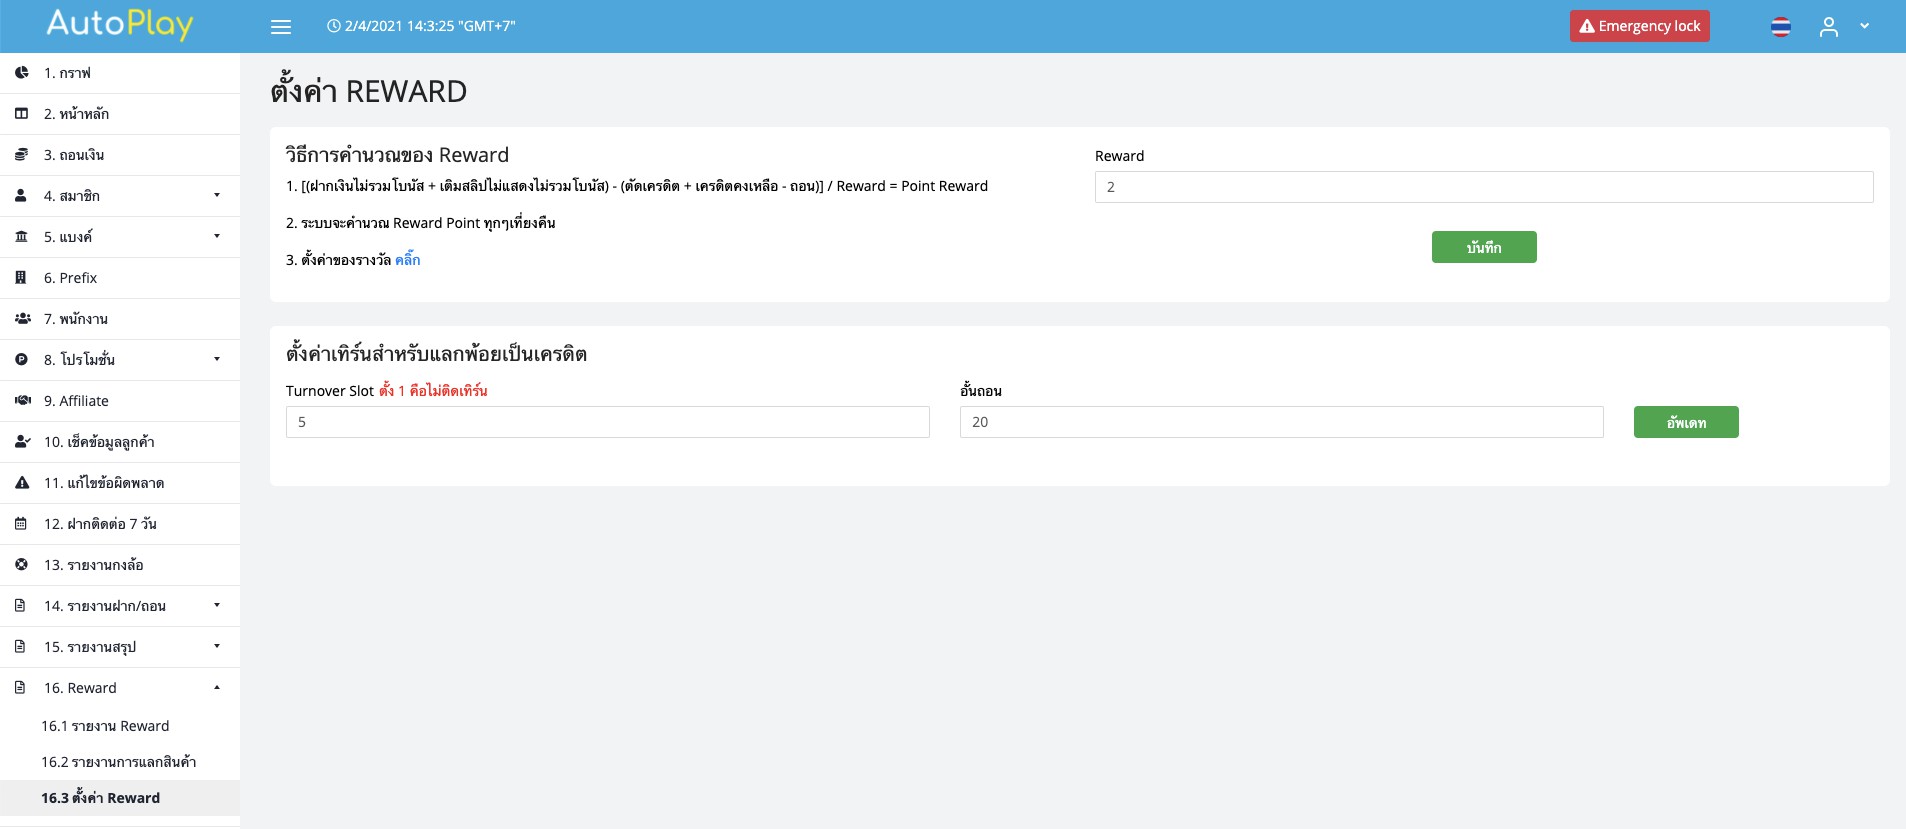 AutoPlay
2/4/2021 14:3:25 "GMT+7"
Emergency lock
1. กราฟ
2. หน้าหลัก
3. ถอนเงิน
4. สมาชิก
5. แบงค์
6. Prefix
7. พนักงาน
8. โปรโมชั่น
9. Affiliate
10. เช็คข้อมูลลูกค้า
11. แก้ไขข้อผิดพลาด
12. ฝากติดต่อ 7 วัน
13. รายงานกงล้อ
14. รายงานฝาก/ถอน
15. รายงานสรุป
16. Reward
16.1 รายงาน Reward
16.2 รายงานการแลกสินค้า
16.3 ตั้งค่า Reward
ตั้งค่า REWARD
วิธีการคำนวณของ Reward
1. [(ฝากเงินไม่รวมโบนัส + เติมสลิปไม่แสดงไม่รวมโบนัส) - (ตัดเครดิต + เครดิตคงเหลือ - ถอน)] / Reward = Point Reward
2. ระบบจะคำนวณ Reward Point ทุกๆเที่ยงคืน
3. ตั้งค่าของรางวัล คลิ๊ก
Reward
2
บันทึก
ตั้งค่าเทิร์นสำหรับแลกพ้อยเป็นเครดิต
Turnover Slot ตั้ง 1 คือไม่ติดเทิร์น
5
อั้นถอน
20
อัพเดท